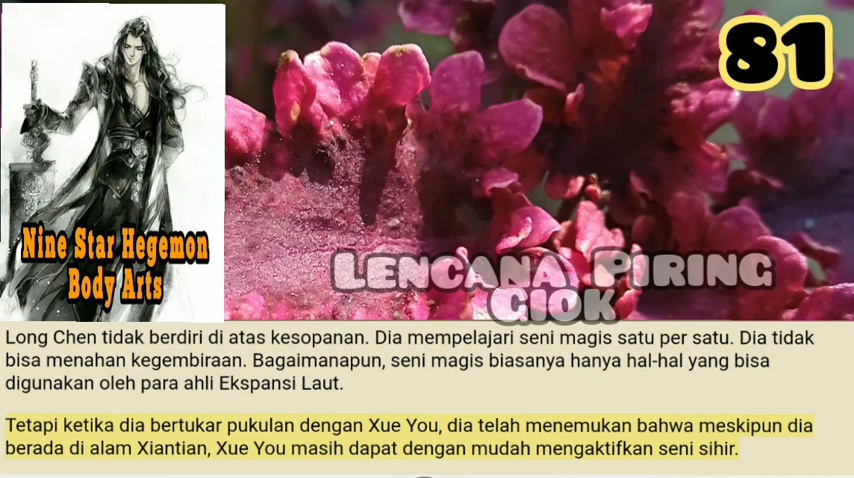 81
Nine Star Hegemon
Body Arts
Lencana Piring
Giok
Long Chen tidak berdiri di atas kesopanan. Dia mempelajari seni magis satu per satu. Dia tidak
bisa menahan kegembiraan. Bagaimanapun, seni magis biasanya hanya hal-hal yang bisa
digunakan oleh para ahli Ekspansi Laut.
Tetapi ketika dia bertukar pukulan dengan Xue You, dia telah menemukan bahwa meskipun dia
berada di alam Xiantian, Xue You masih dapat dengan mudah mengaktifkan seni sihir.